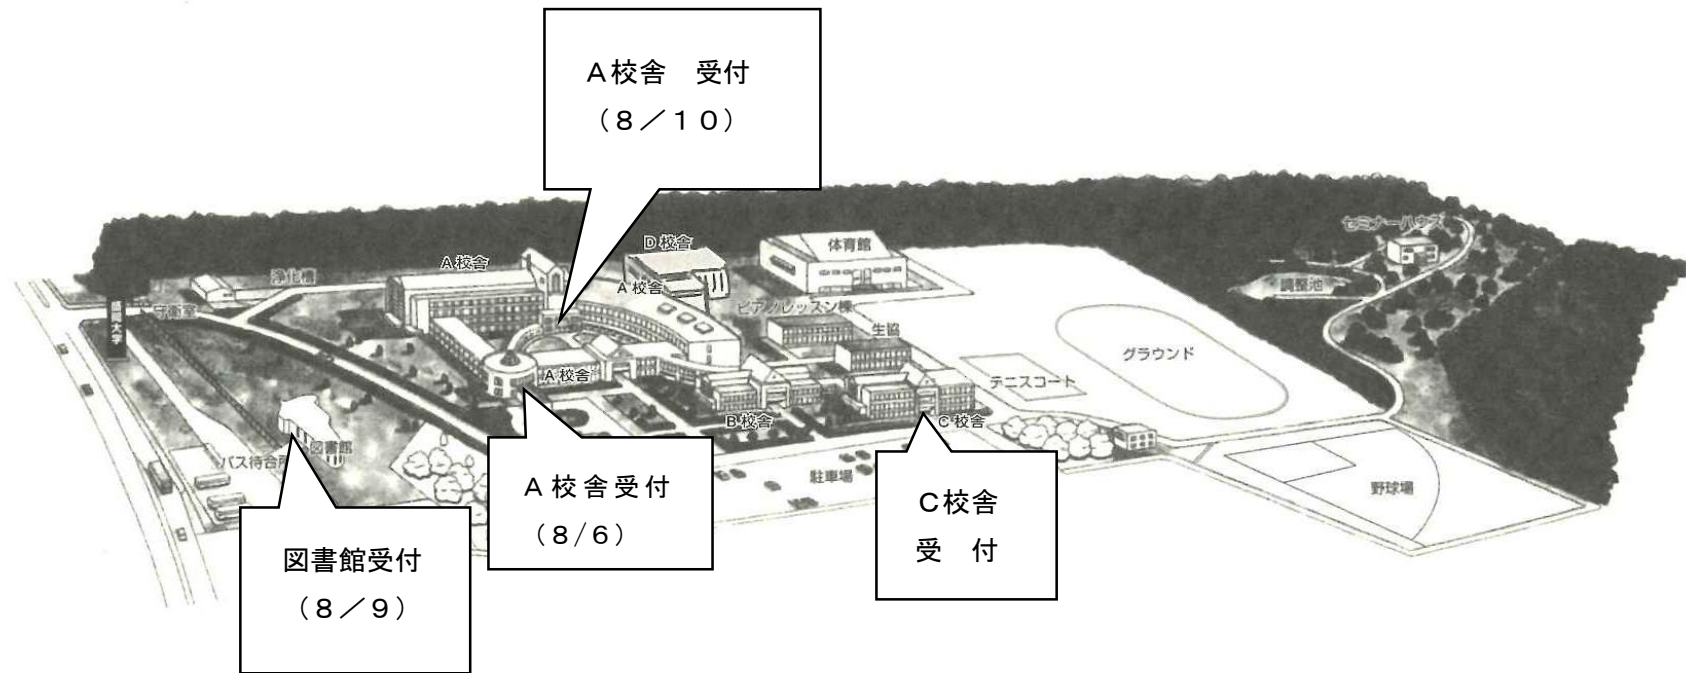 A校舎　受付
（８／１０）
セミナーハウス
D校舎
体育館
A校舎
浄化槽
調整池
A校舎
守衛室
盛岡大学
ピアノレッスン棟
生協
グラウンド
テニスコート
A校舎
B校舎
C校舎
図書館
バス待合所
駐車場
野球場
A校舎受付
（８/６）
C校舎
受　付
図書館受付
（８／９）